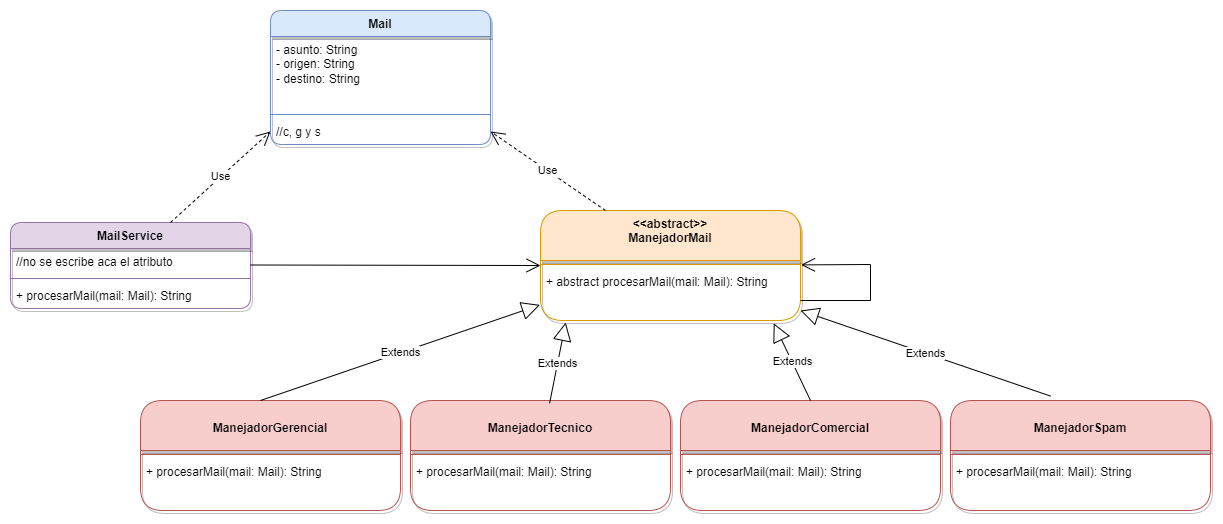 Mail
- asunto: String
- origen: String
- destino: String
//c, g y s
Use
Use
MailService
//no se escribe aca el atributo
+ procesarMail(mail: Mail): String
<<abstract>>
ManejadorMail
+ abstract procesarMail(mail: Mail): String
Extends
Extends
Extends
Extends
ManejadorGerencial
+ procesarMail(mail: Mail): String
ManejadorTecnico
+ procesarMail(mail: Mail): String
ManejadorComercial
+ procesarMail(mail: Mail): String
ManejadorSpam
+ procesarMail(mail: Mail): String